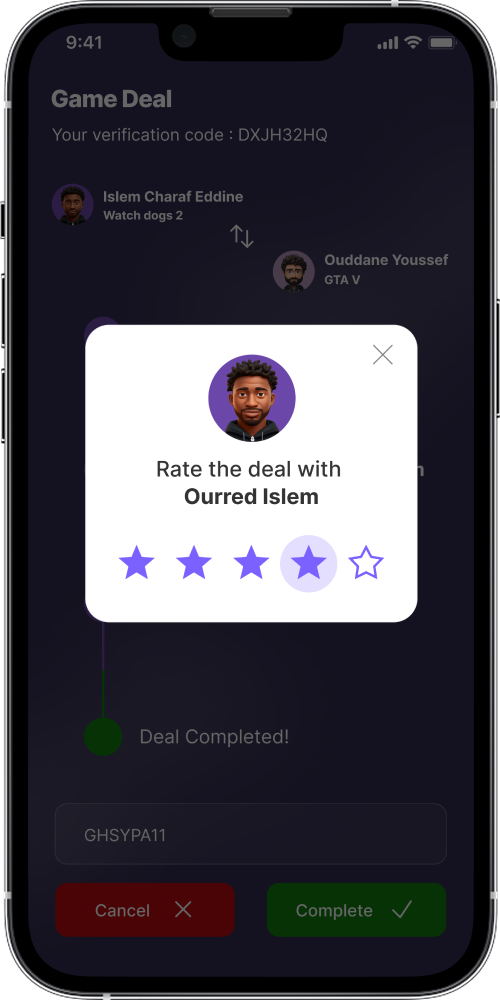 9:41
Game Deal
Your verification code : DXJH32HQ
Islem Charaf Eddine
Watch dogs 2
Ouddane Youssef
GTA V
Rate the deal with
Ourred Islem
Deal Completed!
GHSYPA11
Cancel
Complete